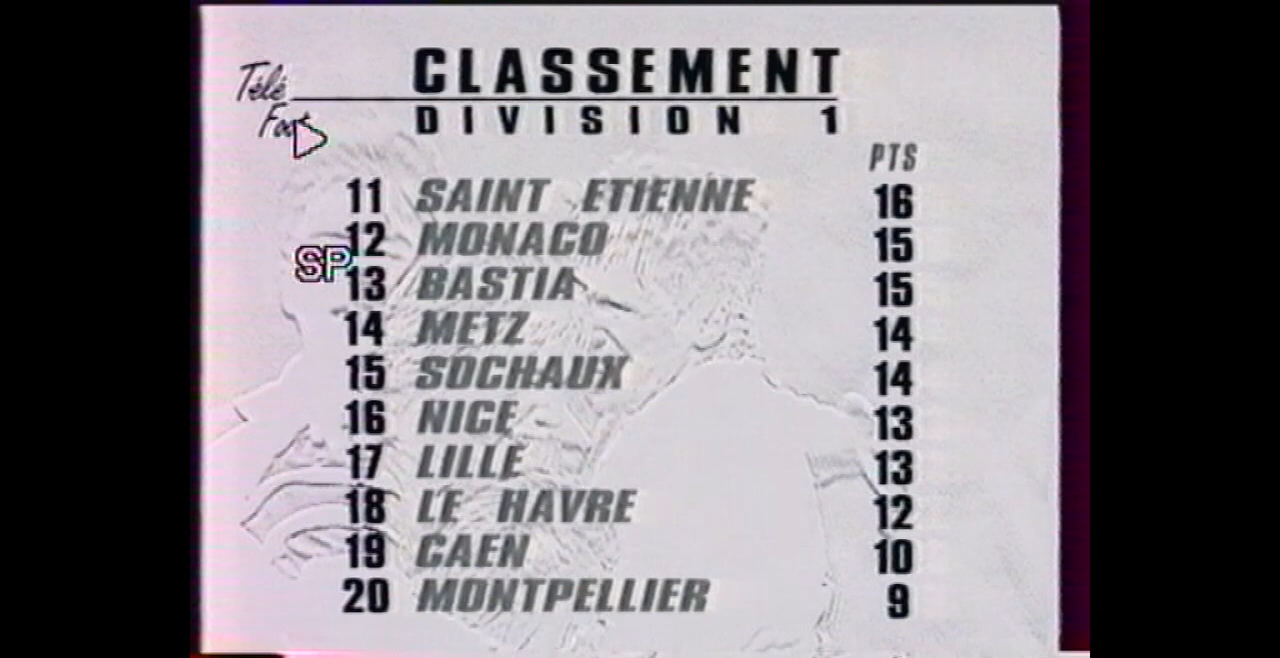 CLASSEMENT
Télé
Foot
DIVISION 1
PTS
11 SAINT ETIENNE 16
12 MONACO 15
SP
13 BASTIA 15
14 METZ 14
15 SOCHAUX 14
16 NICE 13
17 LILLE 13
18 LE HAVRE 12
19 CAEN 10
20 MONTPELLIER 9